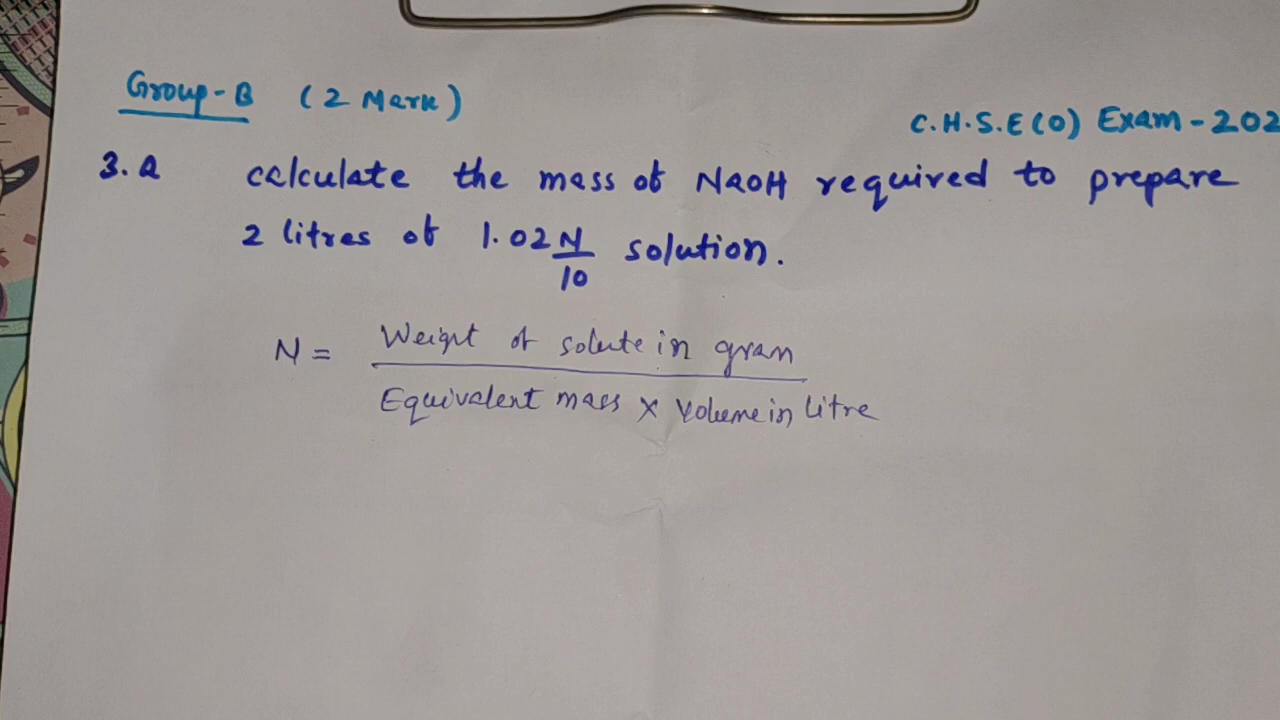 Group-B (2 Mark)
C.H.S.E(O) Exam-202
3.a calculate the mass of NaOH required to prepare
2 litres of 1.02 N/10 solution.
N = Weight of solute in gram
Equivalent mass × Volume in litre